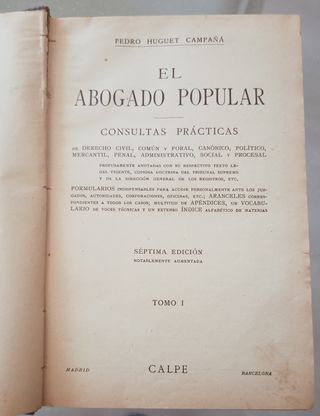 PEDRO HUGUET CAMPAÑÁ
EL
ABOGADO POPULAR
CONSULTAS PRÁCTICAS
DE DERECHO CIVIL, COMÚN Y FORAL, CANÓNICO, POLÍTICO,
MERCANTIL, PENAL, ADMINISTRATIVO, SOCIAL Y PROCESAL
PROFUSAMENTE ANOTADAS CON SU RESPECTIVO TEXTO LE-
GAL VIGENTE, COPIOSA DOCTRINA DEL TRIBUNAL SUPREMO
Y DA LA DIRECCIÓN GENERAL DE LOS REGISTROS, ETC.
FORMULARIOS INDISPENSABLES PARA ACUDIR PERSONALMENTE ANTE LOS JUZ-
GADOS, AUTORIDADES, CORPORACIONES, OFICINAS, ETC.; ARANCELES CORRES-
PONDIENTES A TODOS LOS CASOS; MULTITUD DE APÉNDICES, UN VOCABU-
LARIO DE VOCES TÉCNICAS Y UN EXTENSO ÍNDICE ALFABÉTICO DE MATERIAS
SÉPTIMA EDICIÓN
NOTABLEMENTE AUMENTADA
TOMO I
MADRID CALPE BARCELONA